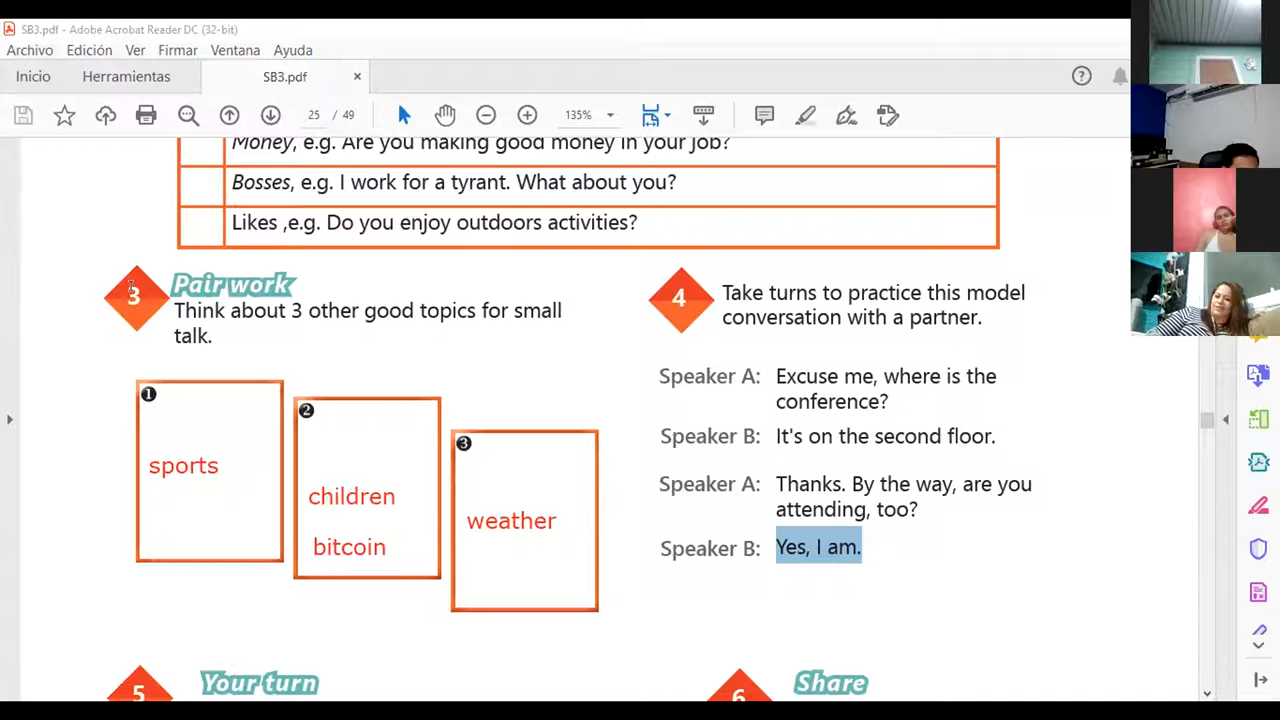 SB3.pdf - Adobe Acrobat Reader DC (32-bit)
Archivo Edición Ver Firmar Ventana Ayuda
Inicio Herramientas SB3.pdf ×
25 / 49 135%
Money, e.g. Are you making good money in your job?
Bosses, e.g. I work for a tyrant. What about you?
Likes ,e.g. Do you enjoy outdoors activities?
3 Pair work
Think about 3 other good topics for small
talk.
1
sports
2
children
bitcoin
3
weather
4 Take turns to practice this model
conversation with a partner.
Speaker A: Excuse me, where is the
conference?
Speaker B: It's on the second floor.
Speaker A: Thanks. By the way, are you
attending, too?
Speaker B: Yes, I am.
5 Your turn
6 Share